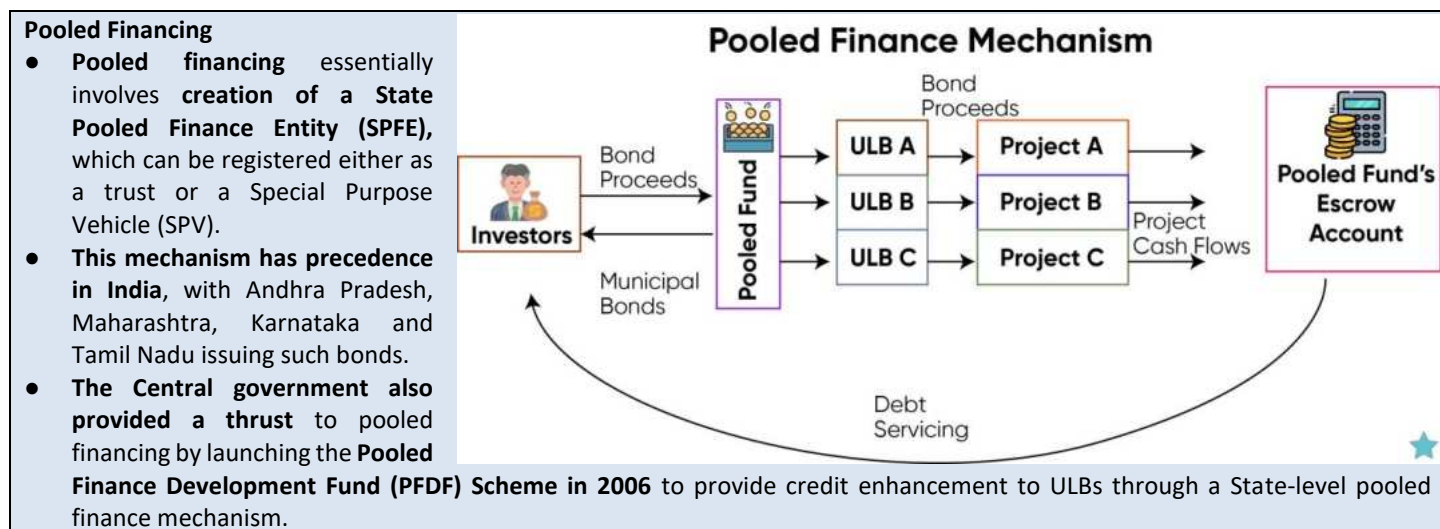 Pooled Financing
● Pooled financing essentially
involves creation of a State
Pooled Finance Entity (SPFE),
which can be registered either as
a trust or a Special Purpose
Vehicle (SPV).
● This mechanism has precedence
in India, with Andhra Pradesh,
Maharashtra, Karnataka and
Tamil Nadu issuing such bonds.
● The Central government also
provided a thrust to pooled
financing by launching the Pooled
Finance Development Fund (PFDF) Scheme in 2006 to provide credit enhancement to ULBs through a State-level pooled
finance mechanism.
Pooled Finance Mechanism
Investors
Bond
Proceeds
Municipal
Bonds
Pooled Fund
ULB A
ULB B
ULB C
Bond
Proceeds
Project A
Project B
Project C
Project
Cash Flows
Pooled Fund's
Escrow
Account
Debt
Servicing